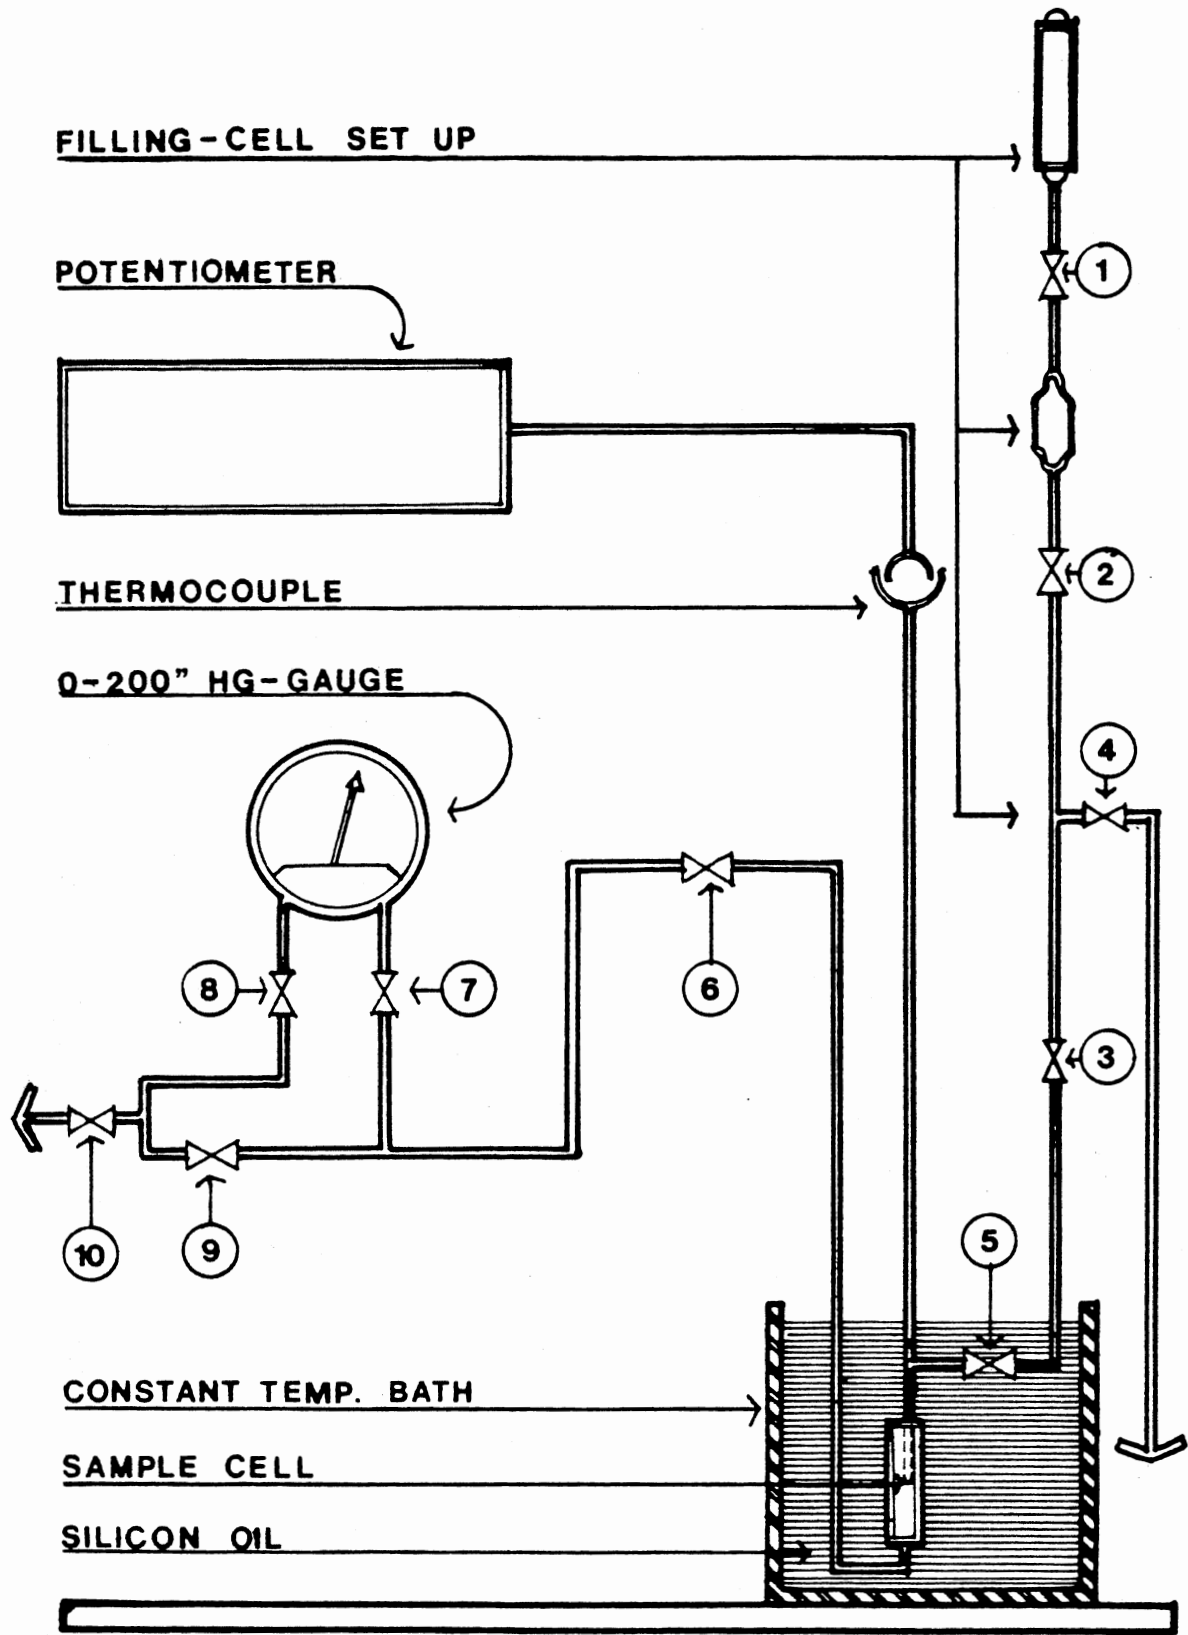 FILLING-CELL SET UP
1
POTENTIOMETER
2
THERMOCOUPLE
0-200" HG-GAUGE
4
8
7
6
3
10
9
5
CONSTANT TEMP. BATH
SAMPLE CELL
SILICON OIL